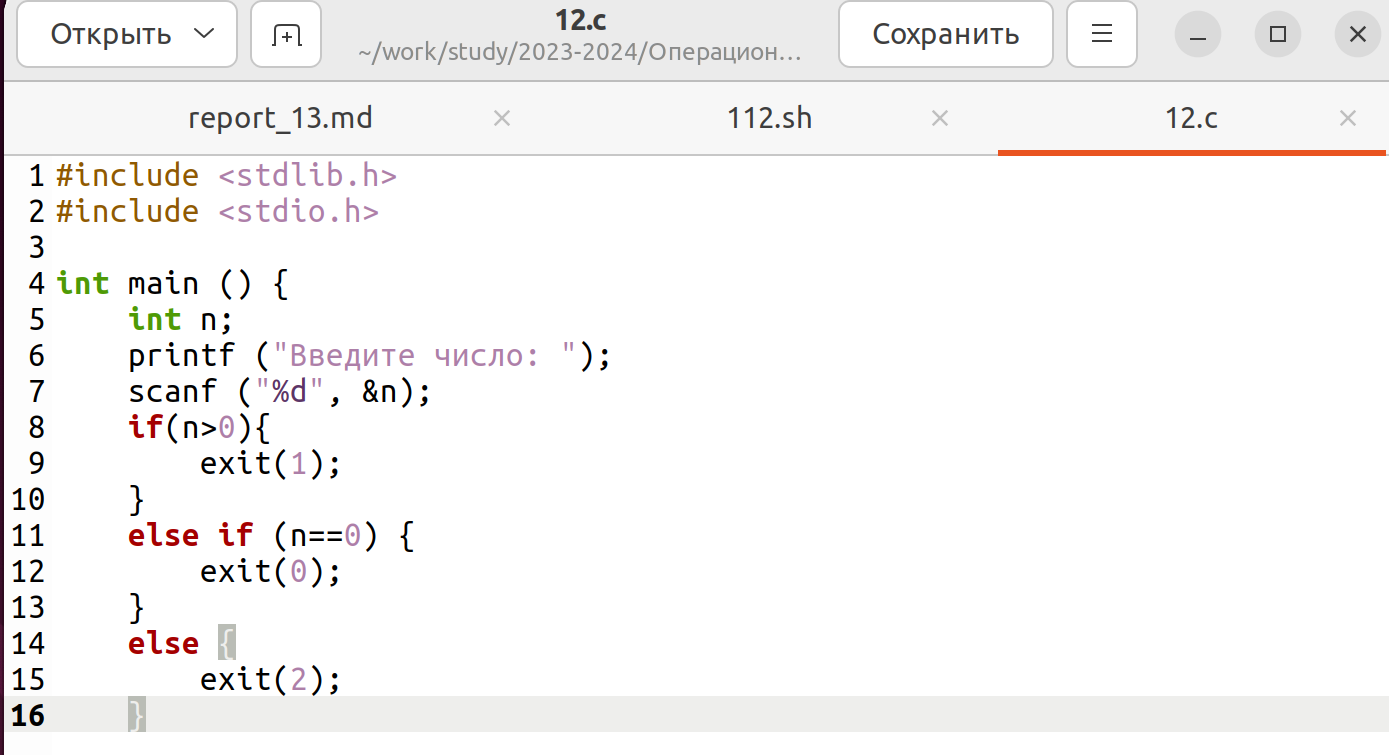 Открыть
12.c
~/work/study/2023-2024/Операцион...
Сохранить
report_13.md
112.sh
12.c
1 #include <stdlib.h>
2 #include <stdio.h>
3
4 int main () {
5     int n;
6     printf ("Введите число: ");
7     scanf ("%d", &n);
8     if(n>0){
9         exit(1);
10     }
11     else if (n==0) {
12         exit(0);
13     }
14     else {
15         exit(2);
16     }